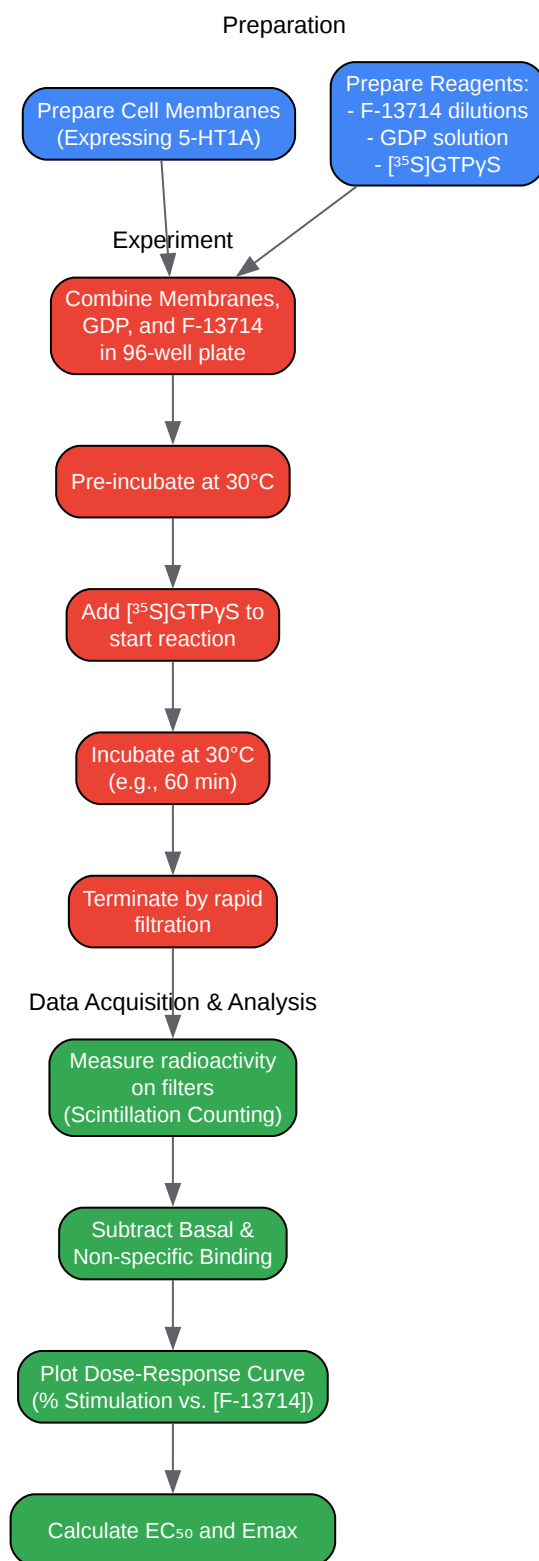 Preparation
Prepare Cell Membranes
(Expressing 5-HT1A)
Prepare Reagents:
- F-13714 dilutions
- GDP solution
- [³⁵S]GTPγS
Experiment
Combine Membranes,
GDP, and F-13714
in 96-well plate
Pre-incubate at 30°C
Add [³⁵S]GTPγS to
start reaction
Incubate at 30°C
(e.g., 60 min)
Terminate by rapid
filtration
Data Acquisition & Analysis
Measure radioactivity
on filters
(Scintillation Counting)
Subtract Basal &
Non-specific Binding
Plot Dose-Response Curve
(% Stimulation vs. [F-13714])
Calculate EC₅₀ and Emax